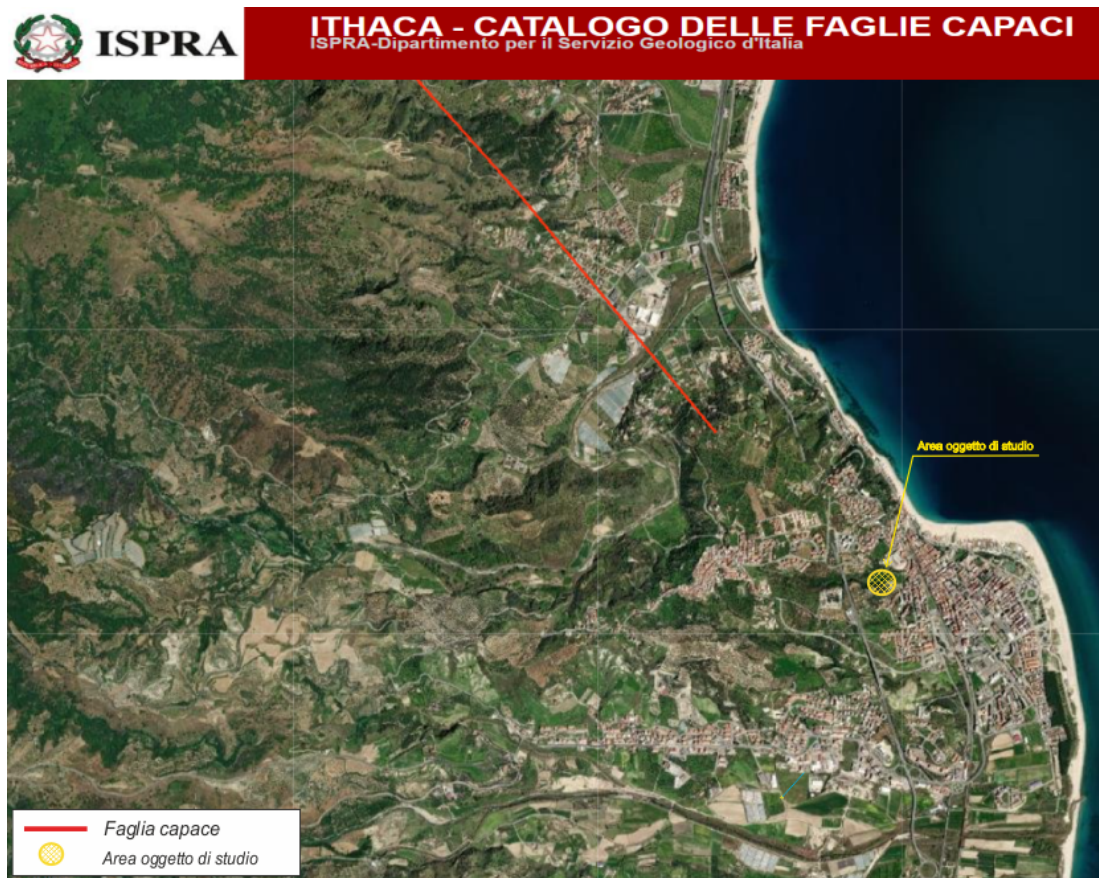 ISPRA
ITHACA - CATALOGO DELLE FAGLIE CAPACI
ISPRA-Dipartimento per il Servizio Geologico d'Italia
Area oggetto di studio
Faglia capace
Area oggetto di studio